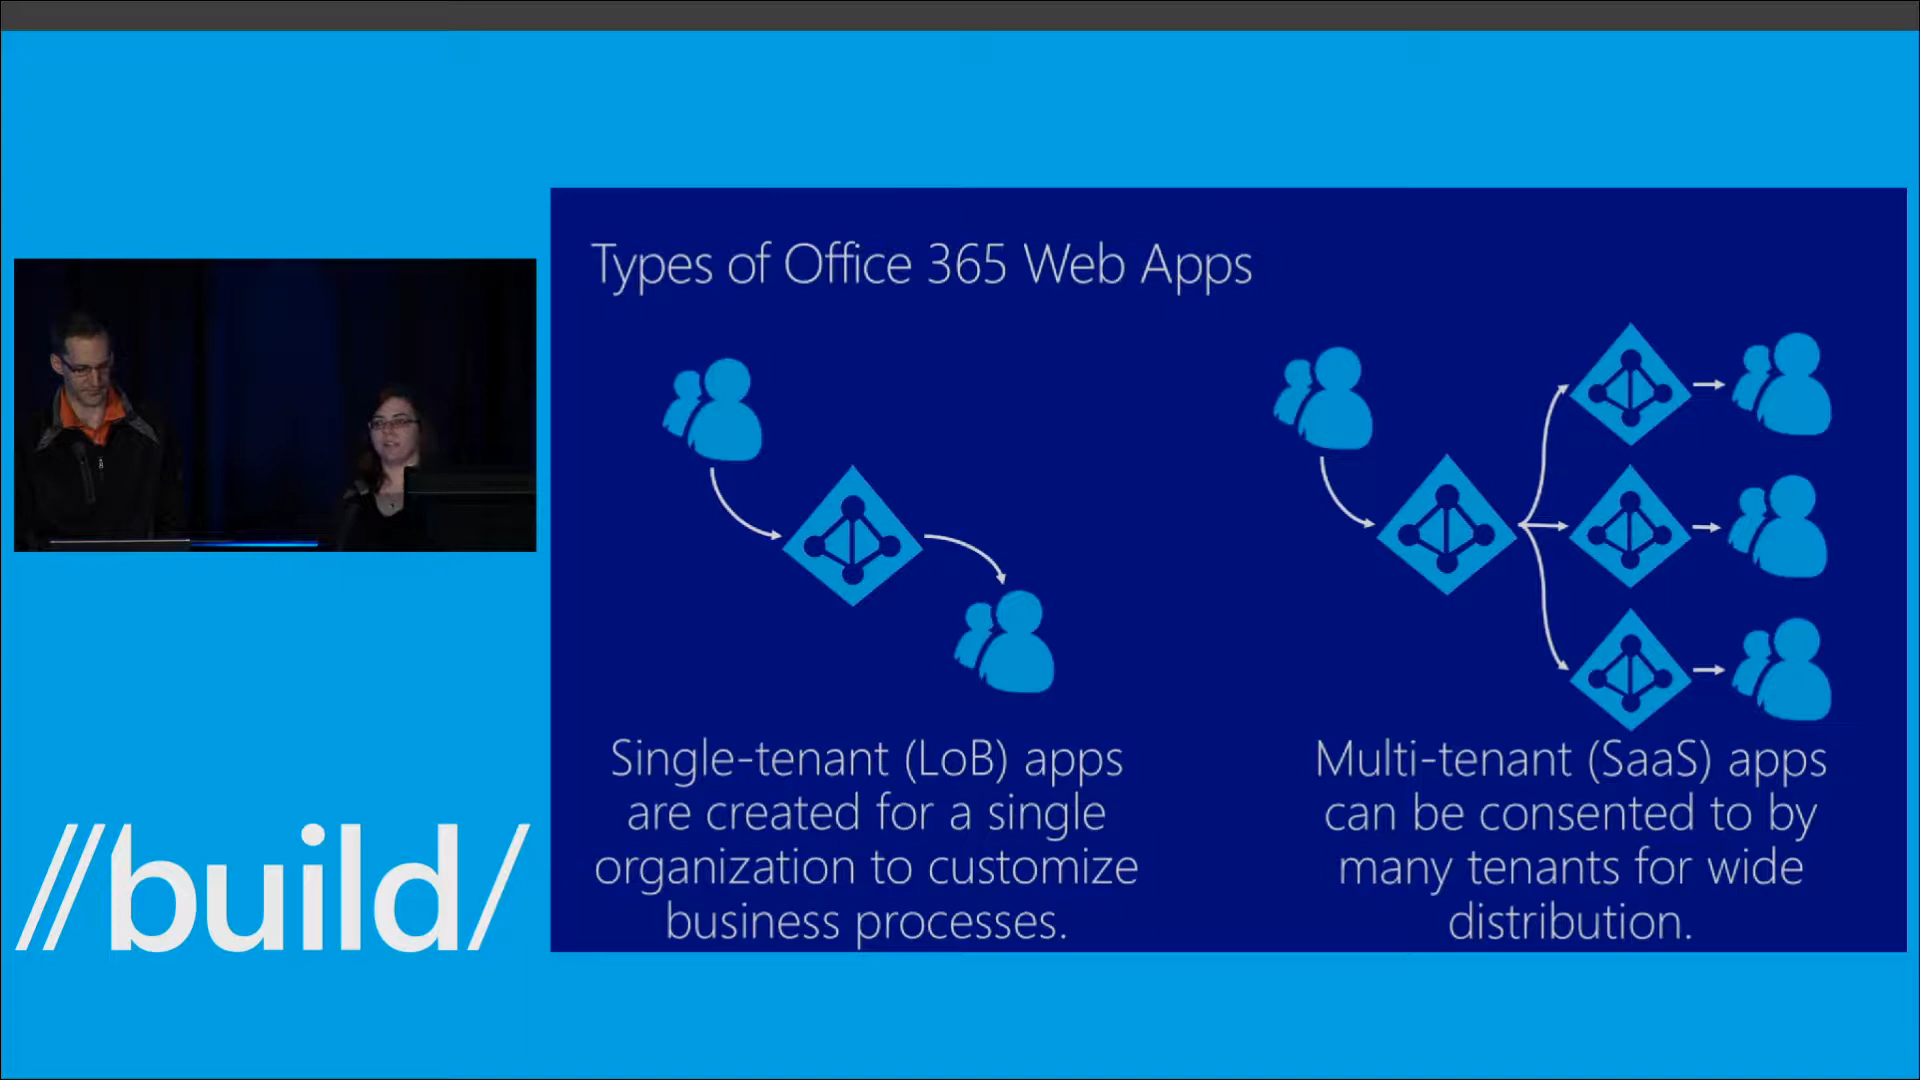 Types of Office 365 Web Apps
Single-tenant (LoB) apps
are created for a single
organization to customize
business processes.
Multi-tenant (SaaS) apps
can be consented to by
many tenants for wide
distribution.
//build/